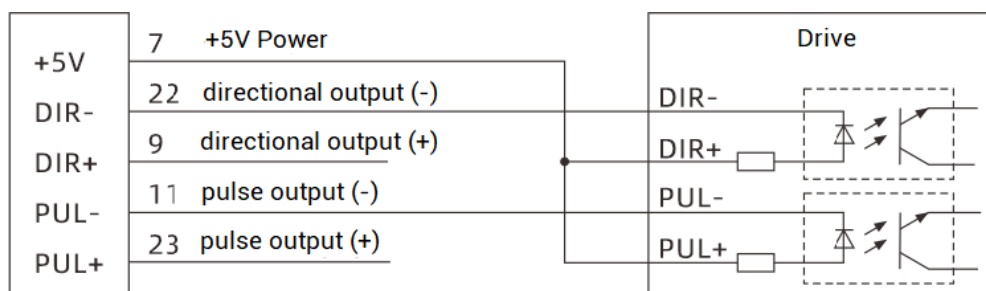 7 +5V Power
Drive
+5V
22 directional output (-)
DIR-
DIR-
9 directional output (+)
DIR+
DIR+
11 pulse output (-)
PUL-
PUL-
23 pulse output (+)
PUL+
PUL+